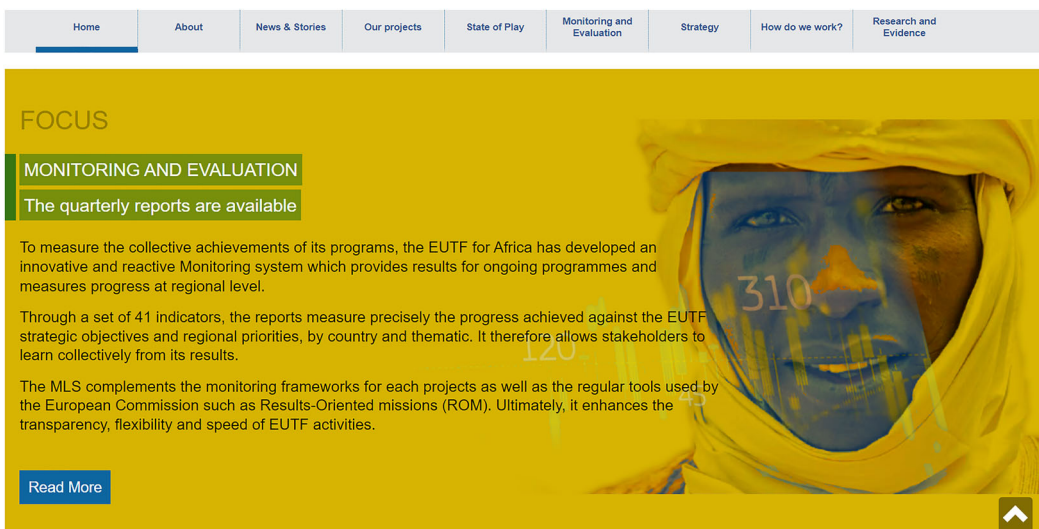 Home
About
News & Stories
Our projects
State of Play
Monitoring and
Evaluation
Strategy
How do we work?
Research and
Evidence
FOCUS
MONITORING AND EVALUATION
The quarterly reports are available
To measure the collective achievements of its programs, the EUTF for Africa has developed an
innovative and reactive Monitoring system which provides results for ongoing programmes and
measures progress at regional level.
Through a set of 41 indicators, the reports measure precisely the progress achieved against the EUTF
strategic objectives and regional priorities, by country and thematic. It therefore allows stakeholders to
learn collectively from its results.
The MLS complements the monitoring frameworks for each projects as well as the regular tools used by
the European Commission such as Results-Oriented missions (ROM). Ultimately, it enhances the
transparency, flexibility and speed of EUTF activities.
310
120
45
Read More